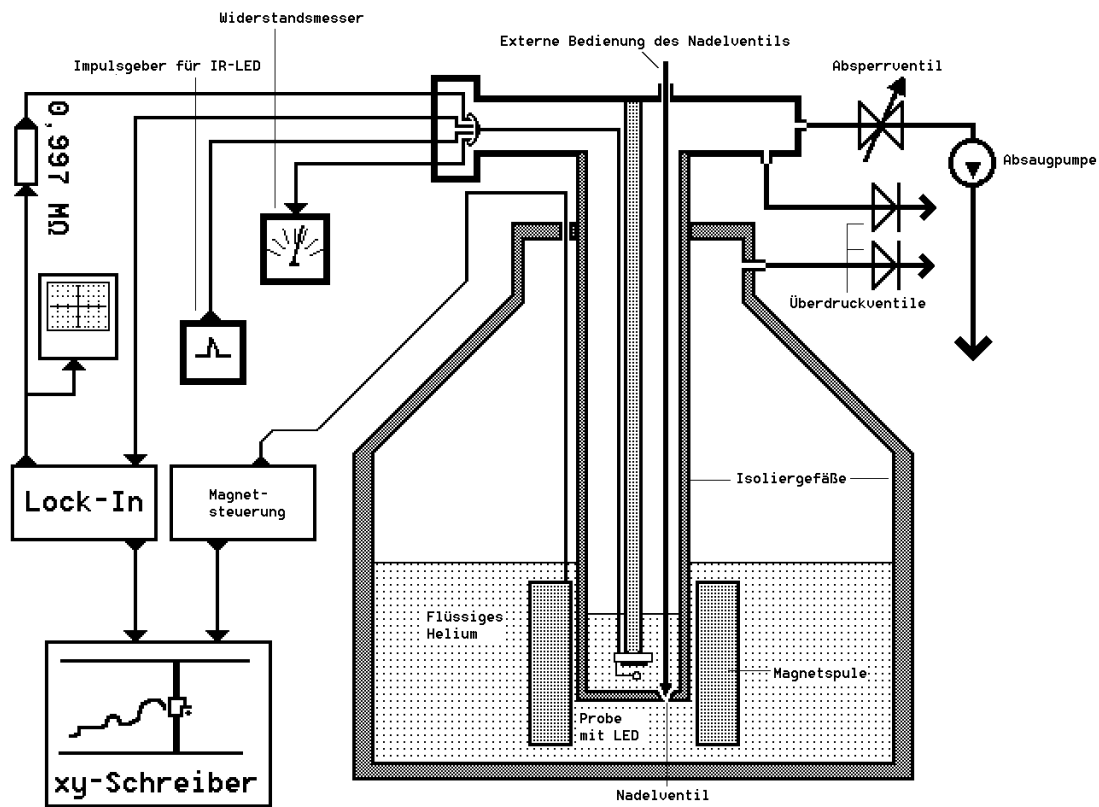 Widerstandsmesser
Externe Bedienung des Nadelventils
Impulsgeber für IR-LED
Absperrventil
0,997 MΩ
Absaugpumpe
Überdruckventile
Isoliergefäße
Lock-In
Magnet-
steuerung
Flüssiges
Helium
Magnetspule
Probe
mit LED
xy-Schreiber
Nadelventil